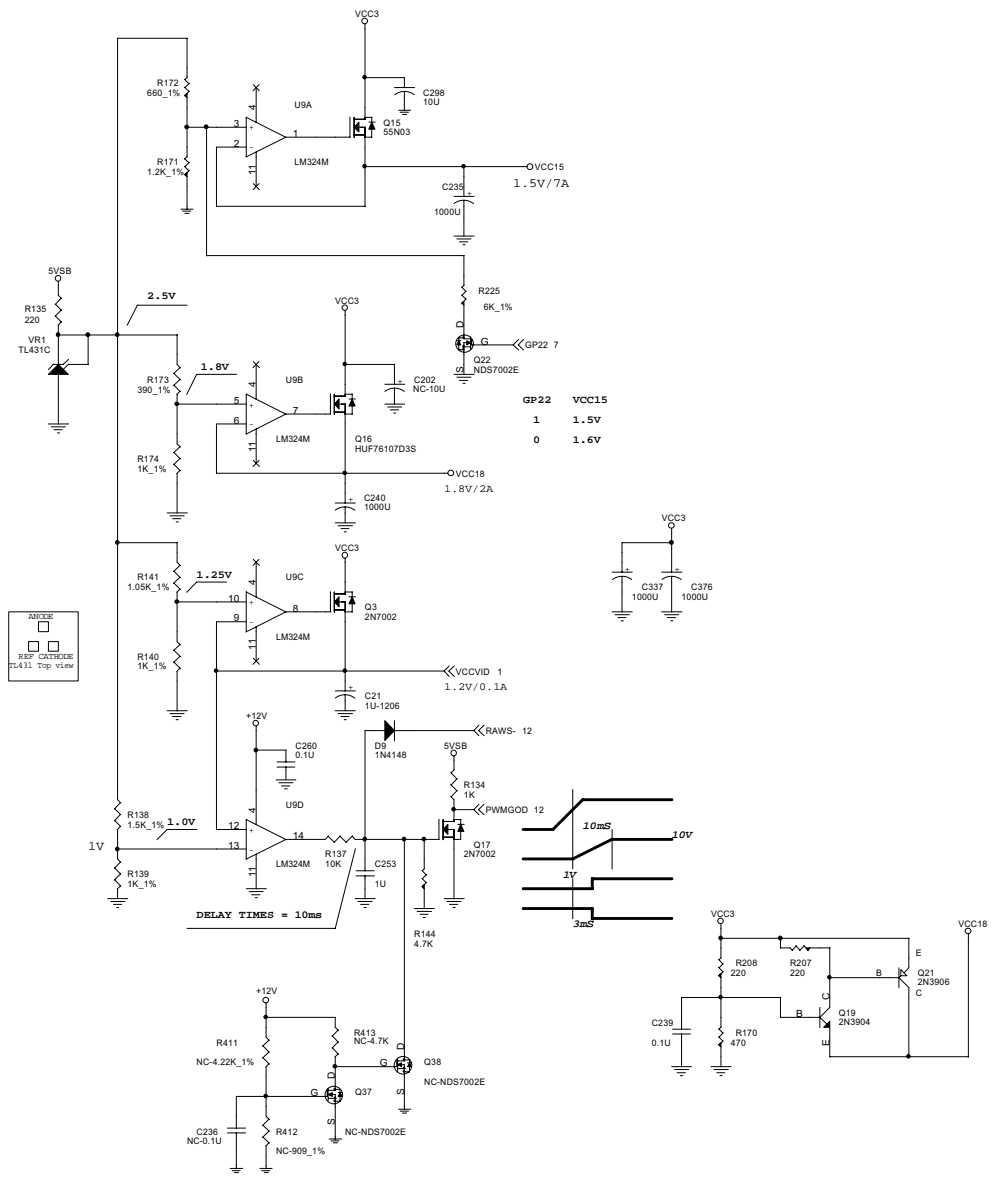 VCC3
R172
660_1%
4
U9A
C298
10U
3
+
1
Q15
55N03
2
-
LM324M
R171
1.2K_1%
11
VCC15
1.5V/7A
C235
+
1000U
5VSB
R135
220
2.5V
VR1
TL431C
R225
6K_1%
D
G
GP22 7
Q22
S
NDS7002E
VCC3
R173
390_1%
1.8V
4
U9B
C202
NC-10U
5
+
7
6
-
LM324M
Q16
HUF76107D3S
R174
1K_1%
11
VCC18
1.8V/2A
C240
+
1000U
GP22 VCC15
1 1.5V
0 1.6V
VCC3
+
+
C337
1000U
C376
1000U
VCC3
R141
1.05K_1%
1.25V
4
U9C
10
+
8
9
-
LM324M
Q3
2N7002
R140
1K_1%
11
VCCVID 1
1.2V/0.1A
C21
+
1U-1206
ANODE
REF CATHODE
TL431 Top view
+12V
C260
0.1U
D9
1N4148
RAWS- 12
5VSB
R134
1K
PWMGOD 12
4
U9D
R138
1.5K_1%
1.0V
12
+
14
1V
13
-
LM324M
11
R137
10K
C253
1U
Q17
2N7002
R139
1K_1%
DELAY TIMES = 10ms
R144
4.7K
10mS
10V
1V
3mS
VCC3
VCC18
R208
220
R207
220
E
B
Q21
2N3906
C
C
B
Q19
2N3904
E
C239
0.1U
R170
470
+12V
R411
NC-4.22K_1%
R413
NC-4.7K
D
G
Q38
S
NC-NDS7002E
D
G
Q37
S
NC-NDS7002E
C236
NC-0.1U
R412
NC-909_1%